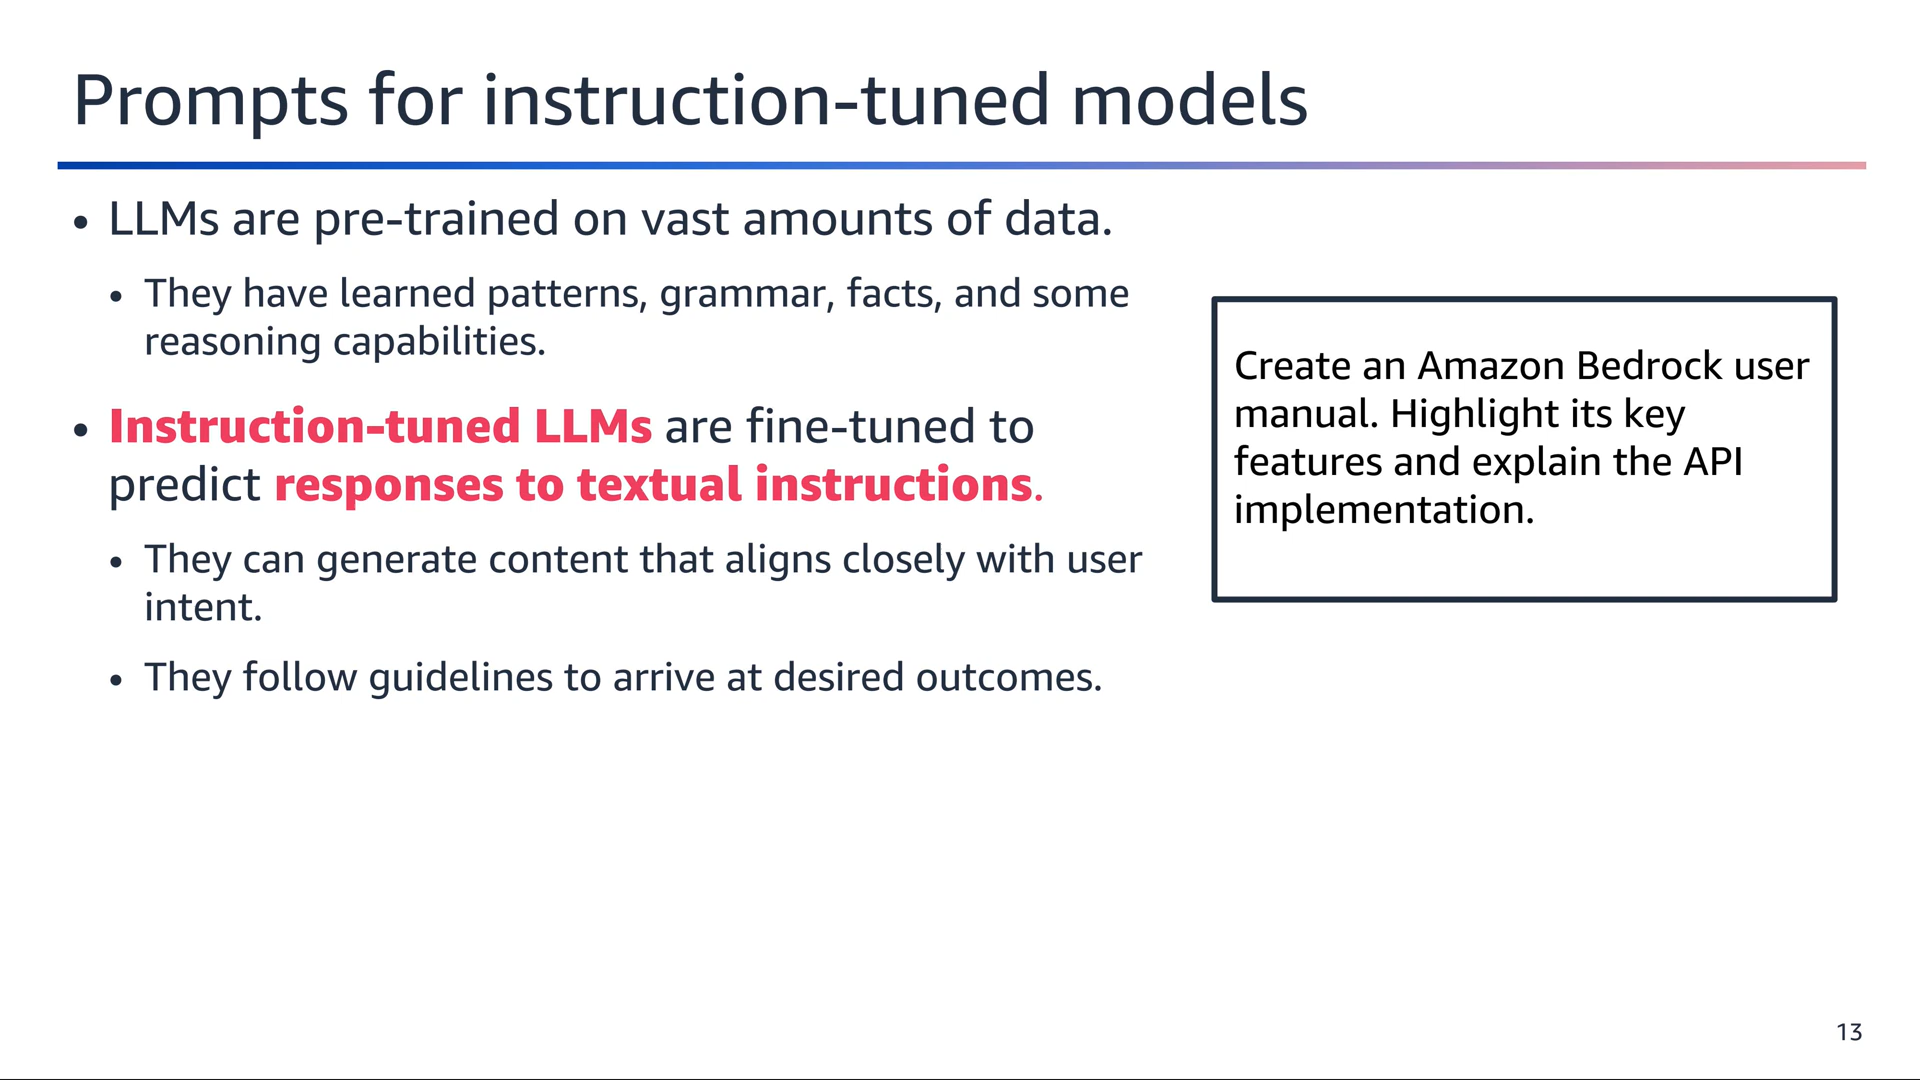 Prompts for instruction-tuned models
• LLMs are pre-trained on vast amounts of data.
• They have learned patterns, grammar, facts, and some
reasoning capabilities.
• Instruction-tuned LLMs are fine-tuned to
predict responses to textual instructions.
• They can generate content that aligns closely with user
intent.
• They follow guidelines to arrive at desired outcomes.
Create an Amazon Bedrock user
manual. Highlight its key
features and explain the API
implementation.
13